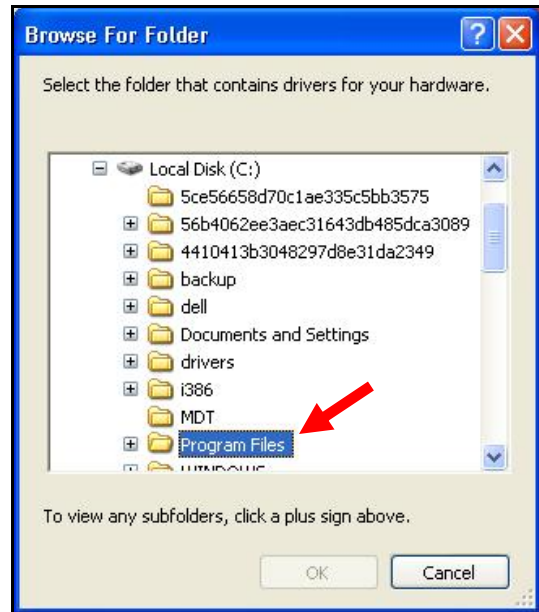 Browse For Folder
Select the folder that contains drivers for your hardware.
Local Disk (C:)
5ce56658d70c1ae335c5bb3575
56b4062ee3aec31643db485dca3089
4410413b3048297d8e31da2349
backup
dell
Documents and Settings
drivers
i386
MDT
Program Files
WINDOWS
To view any subfolders, click a plus sign above.
OK Cancel